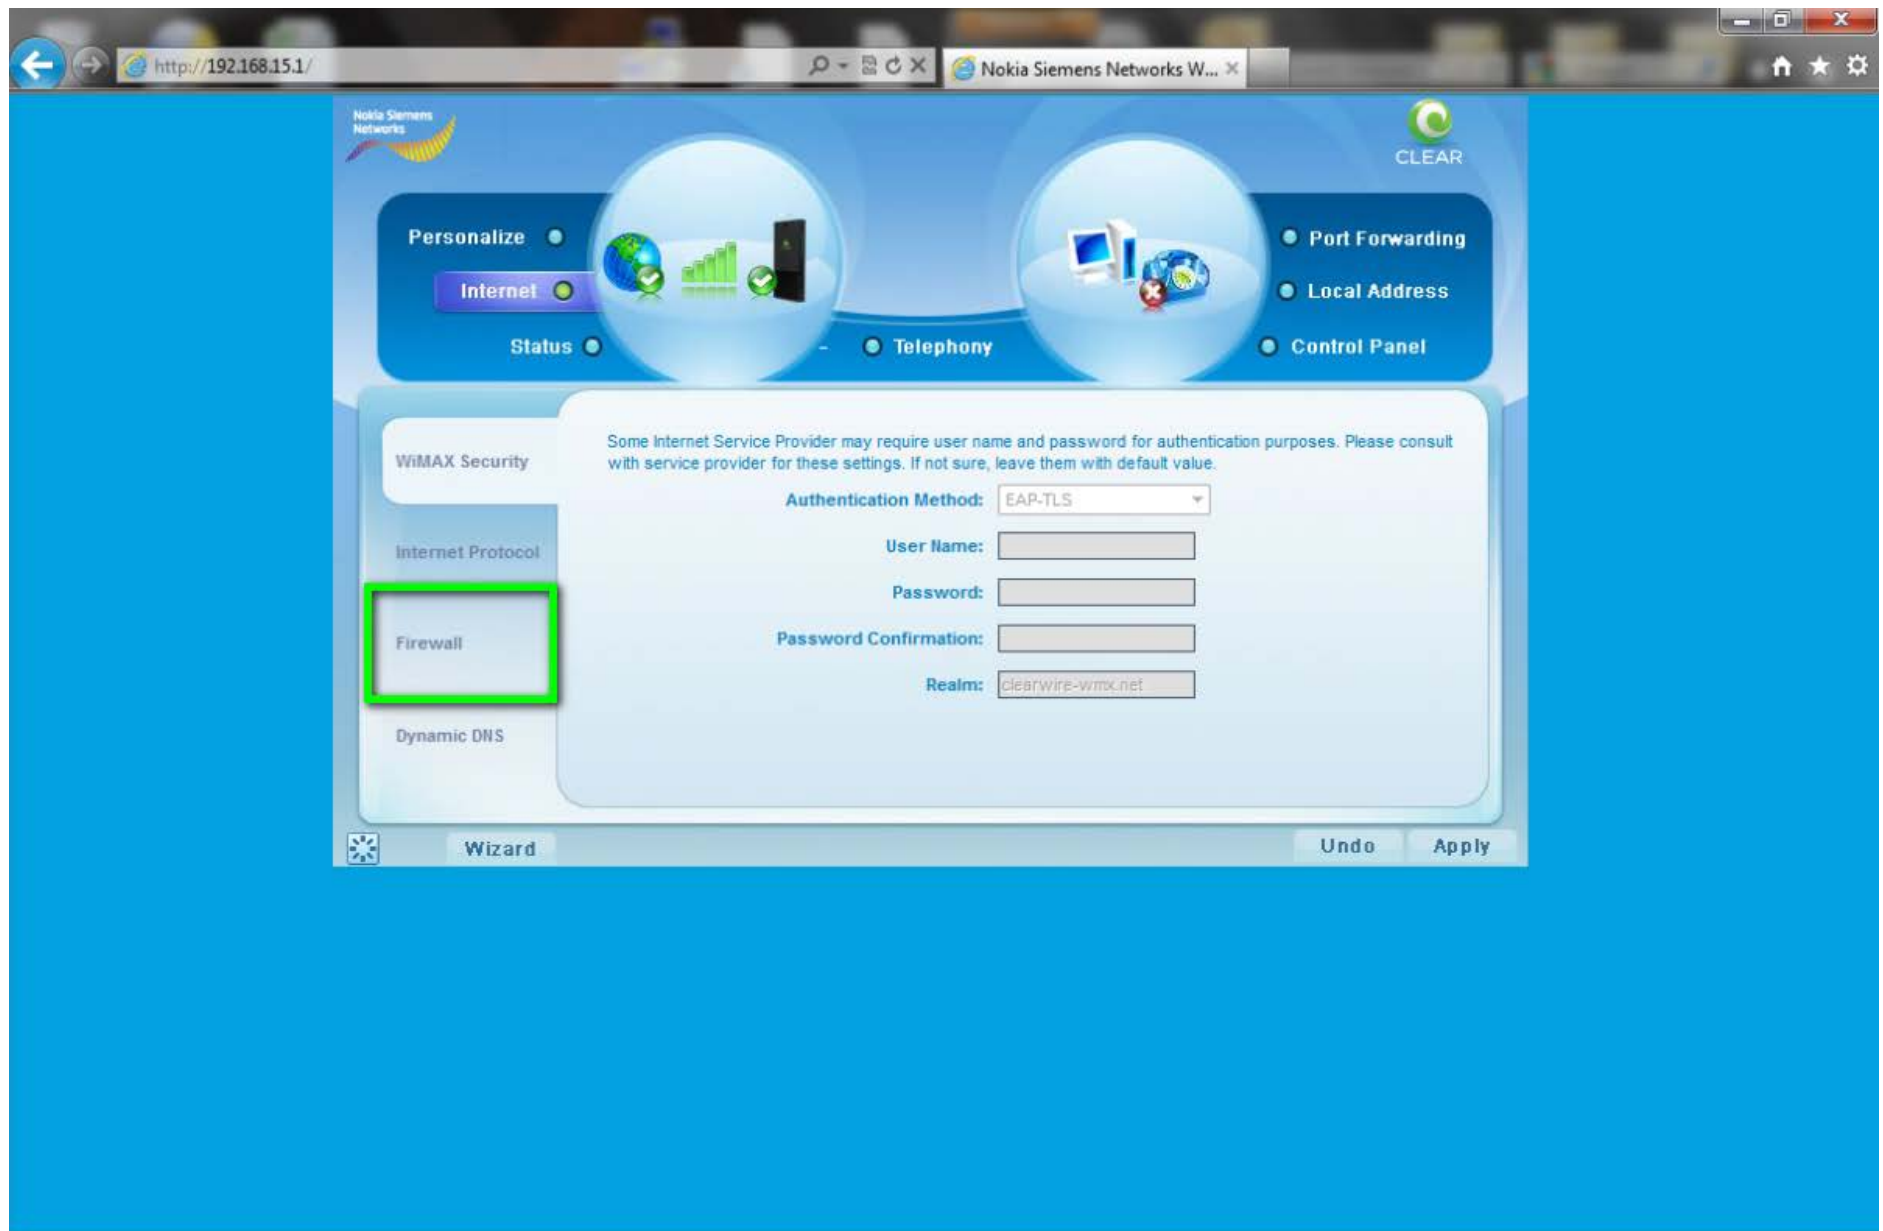 http://192.168.15.1/
Nokia Siemens Networks W...
Nokia Siemens
Networks
CLEAR
Personalize
Port Forwarding
Internet
Local Address
Status
- Telephony
Control Panel
WiMAX Security
Internet Protocol
Firewall
Dynamic DNS
Some Internet Service Provider may require user name and password for authentication purposes. Please consult
with service provider for these settings. If not sure, leave them with default value.
Authentication Method: EAP-TLS
User Name:
Password:
Password Confirmation:
Realm: clearwire-wmx.net
Wizard
Undo
Apply